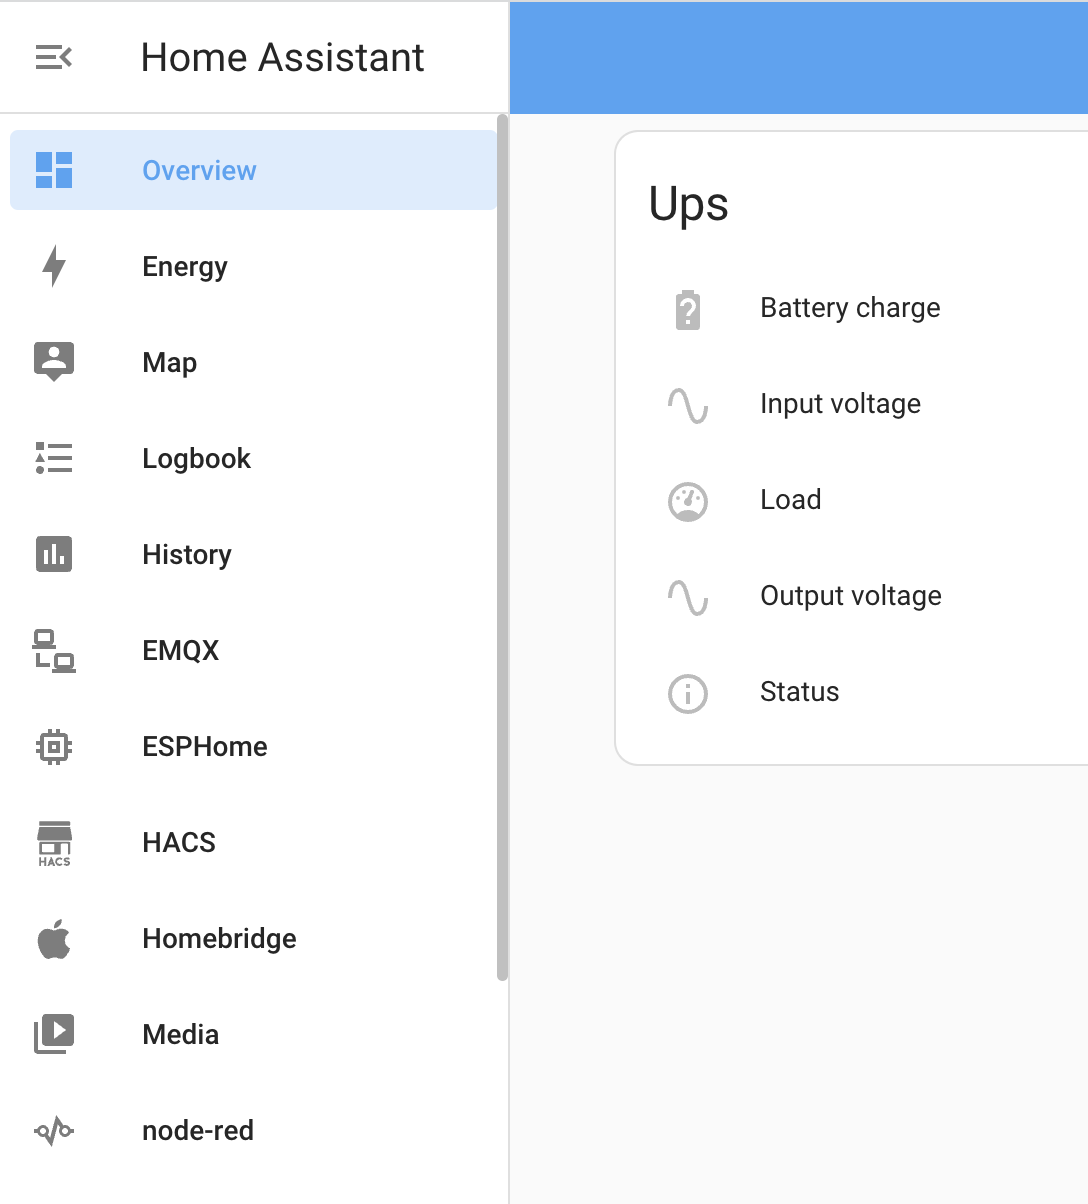 Home Assistant
Overview
Energy
Map
Logbook
History
EMQX
ESPHome
HACS
HACS
Homebridge
Media
node-red
Ups
Battery charge
Input voltage
Load
Output voltage
Status